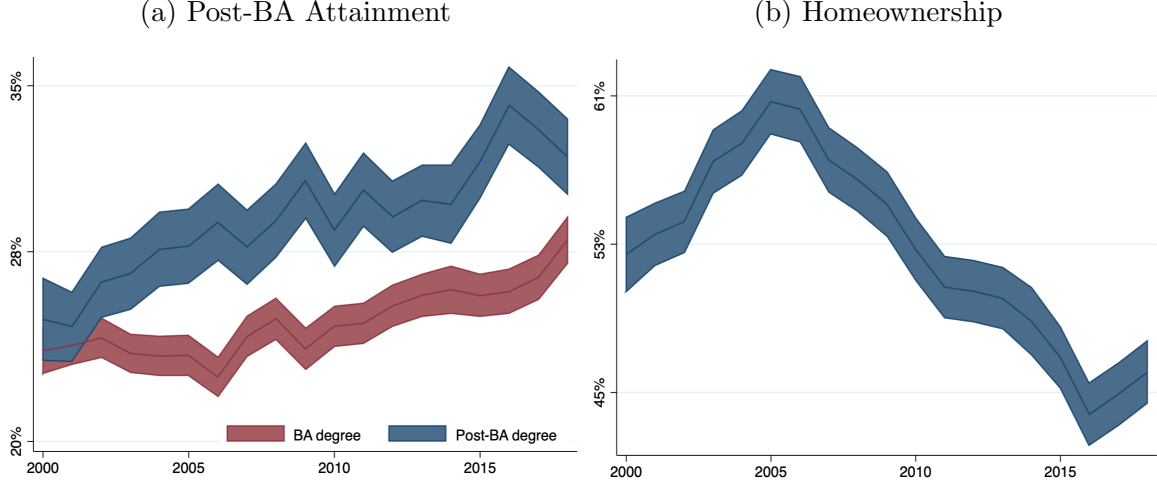 (a) Post-BA Attainment
35%
28%
20%
BA degree
Post-BA degree
2000 2005 2010 2015
(b) Homeownership
61%
53%
45%
2000 2005 2010 2015